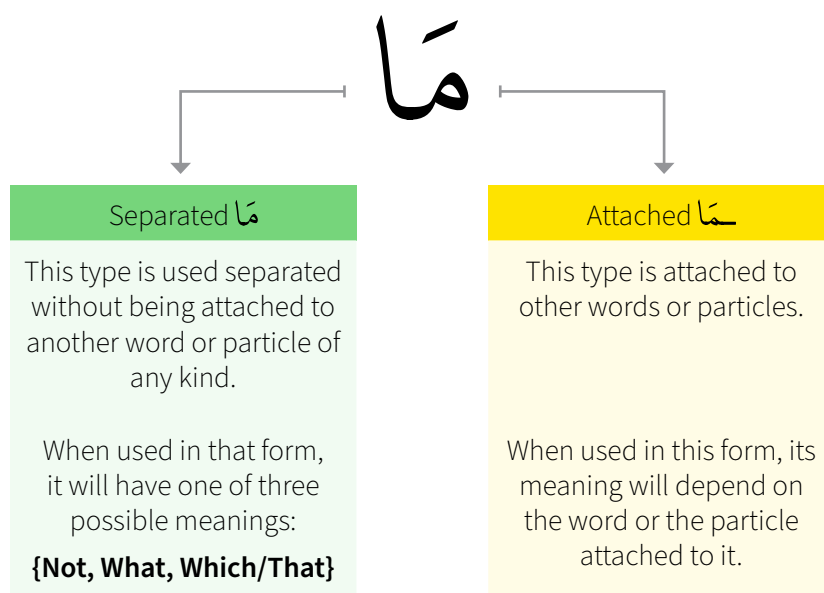 مَا
Separated مَا
This type is used separated
without being attached to
another word or particle of
any kind.
When used in that form,
it will have one of three
possible meanings:
{Not, What, Which/That}
Attached ـمَا
This type is attached to
other words or particles.
When used in this form, its
meaning will depend on
the word or the particle
attached to it.